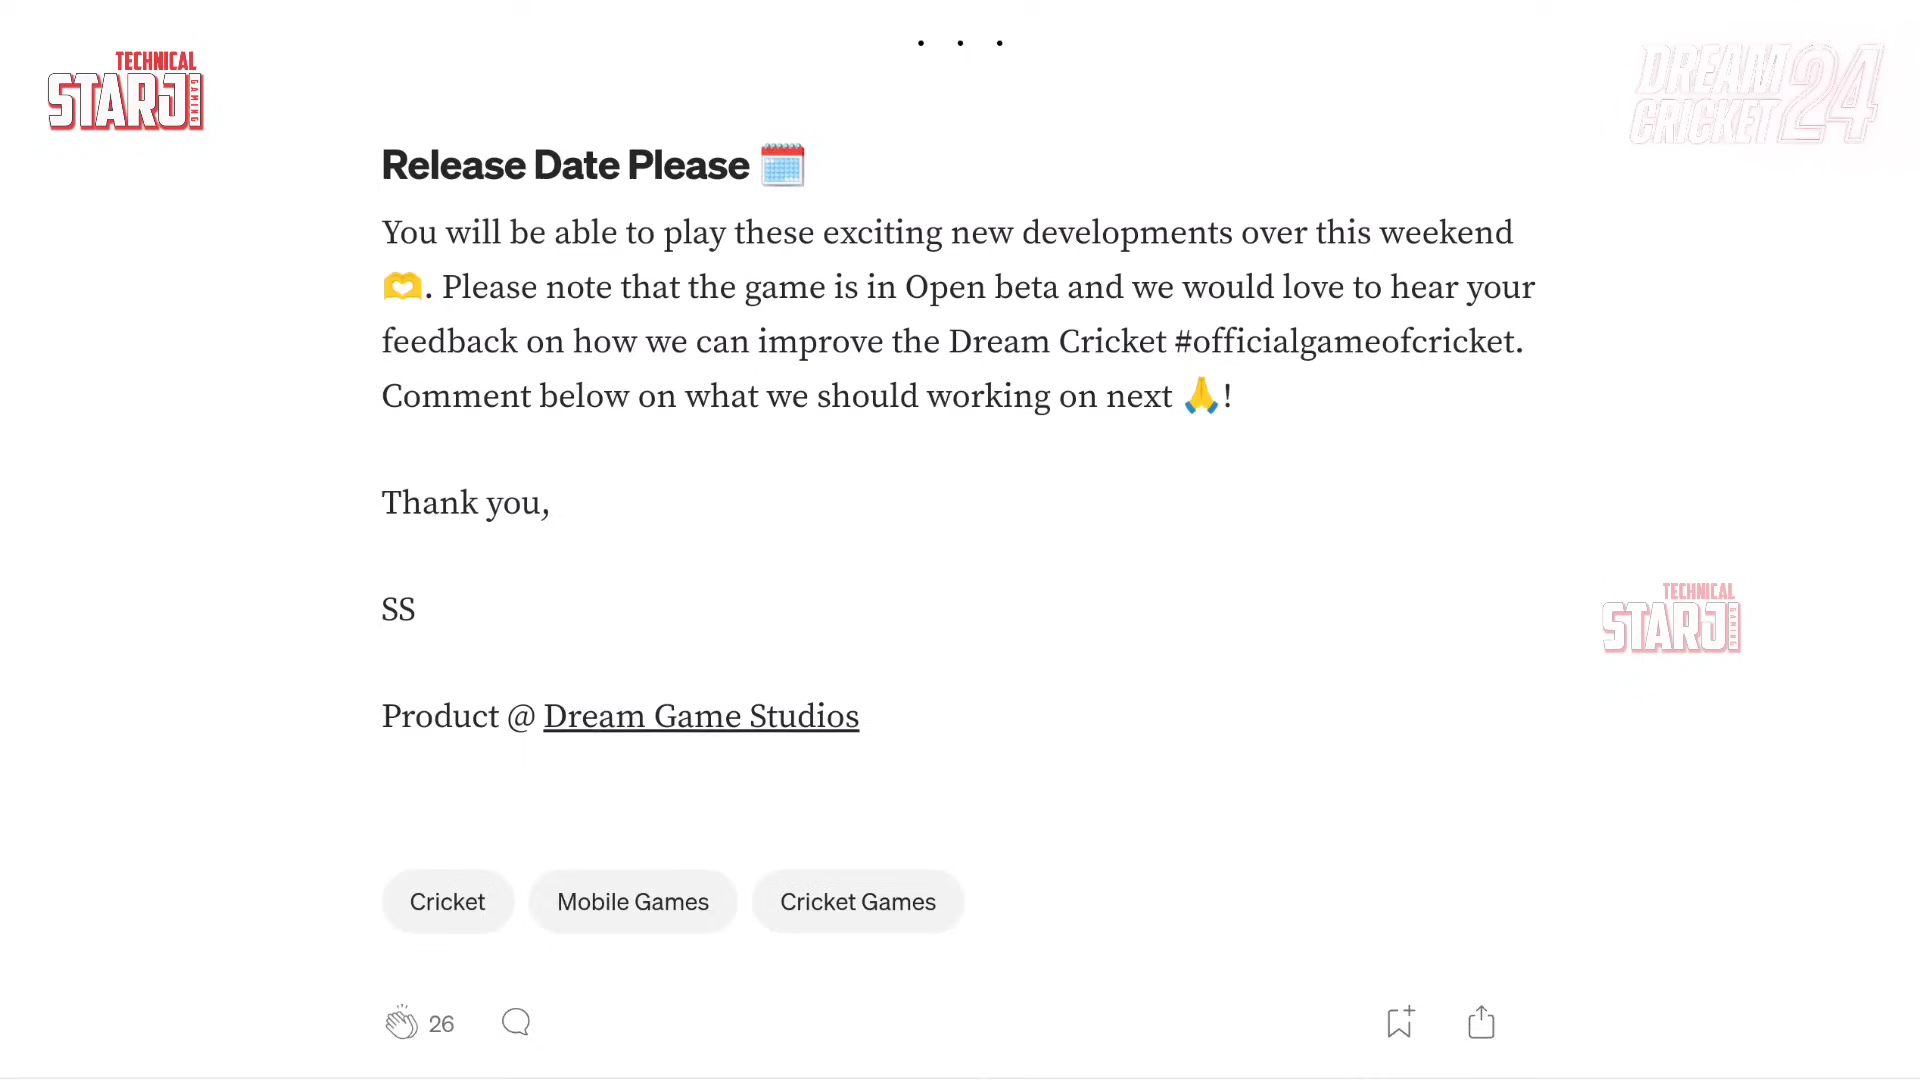 TECHNICAL
STARJI
GAMING
DREAM
CRICKET 24
Release Date Please
You will be able to play these exciting new developments over this weekend
. Please note that the game is in Open beta and we would love to hear your
feedback on how we can improve the Dream Cricket #officialgameofcricket.
Comment below on what we should working on next !
Thank you,
SS
TECHNICAL
STARJI
GAMING
Product @ Dream Game Studios
Cricket Mobile Games Cricket Games
26